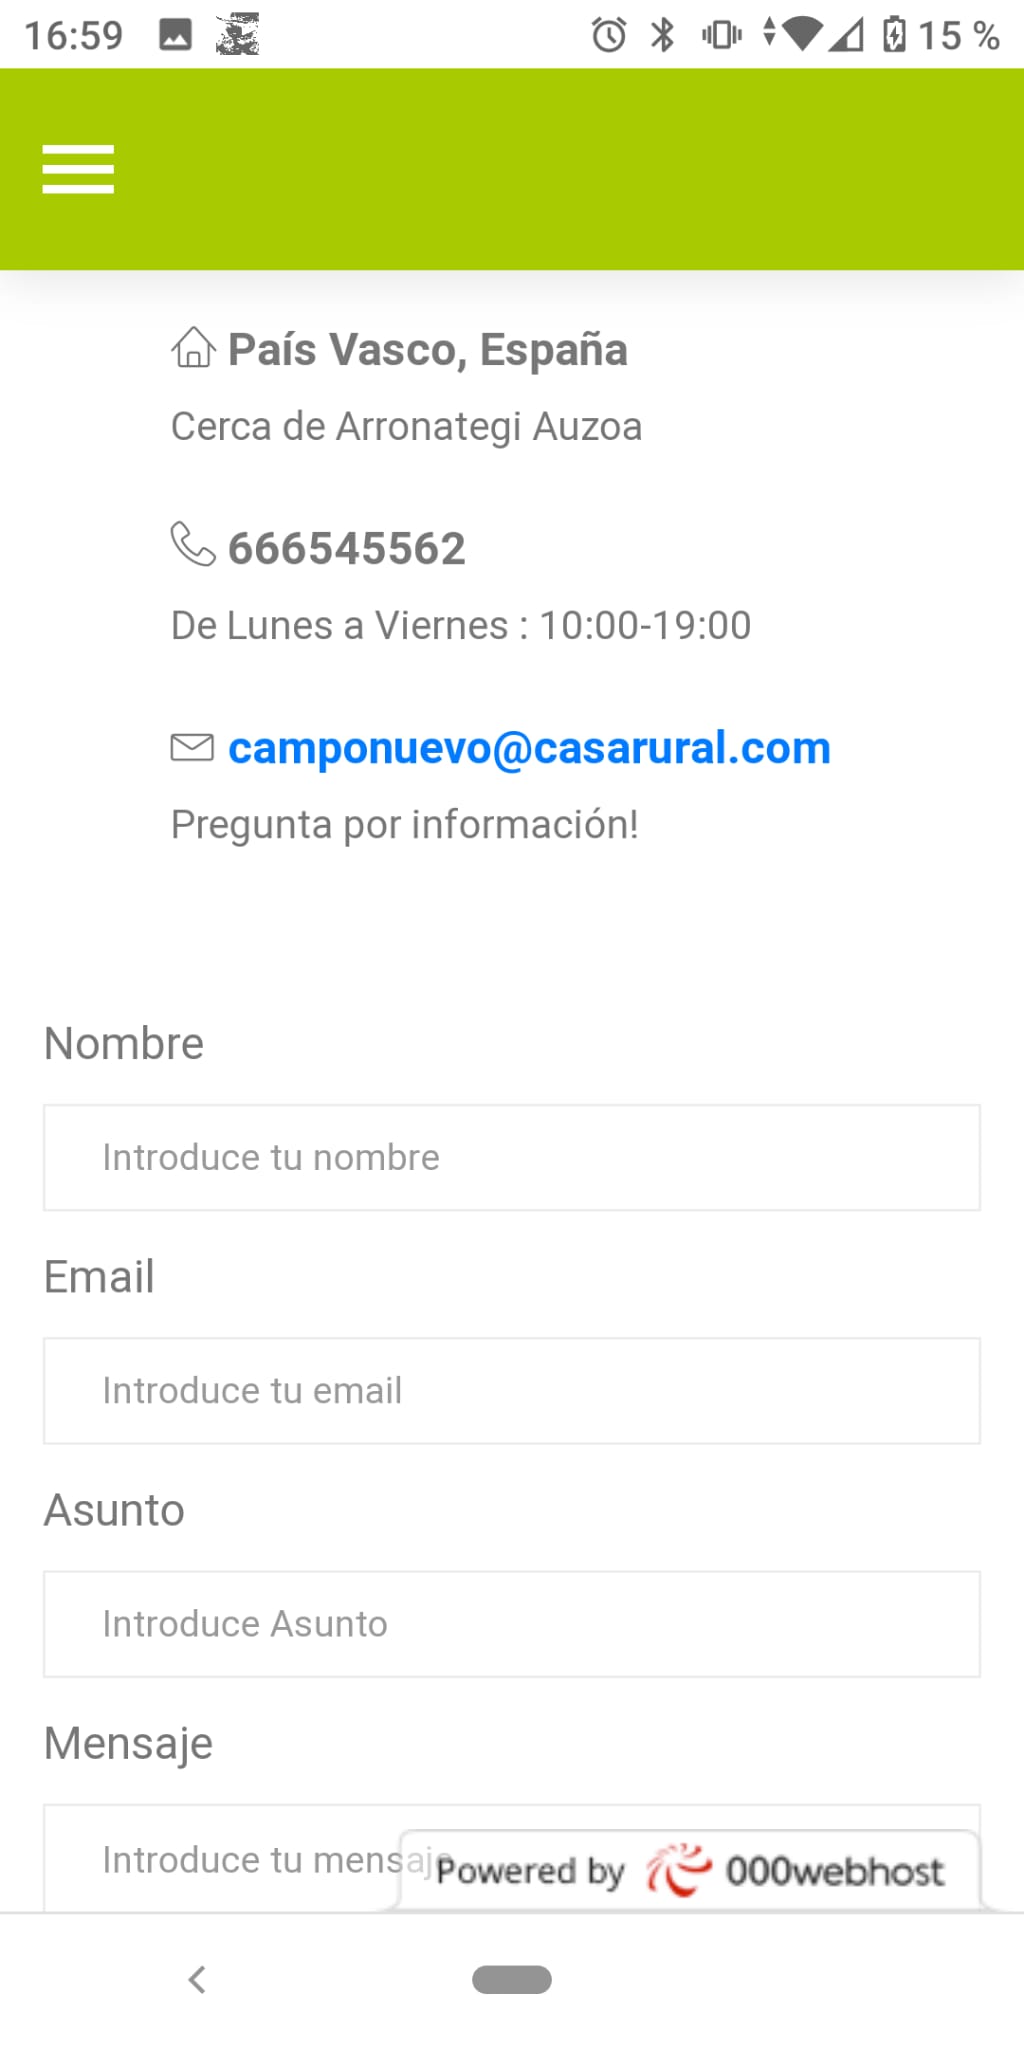 16:59
15 %
País Vasco, España
Cerca de Arronategi Auzoa
666545562
De Lunes a Viernes : 10:00-19:00
camponuevo@casarural.com
Pregunta por información!
Nombre
Introduce tu nombre
Email
Introduce tu email
Asunto
Introduce Asunto
Mensaje
Introduce tu mensaje
Powered by 000webhost